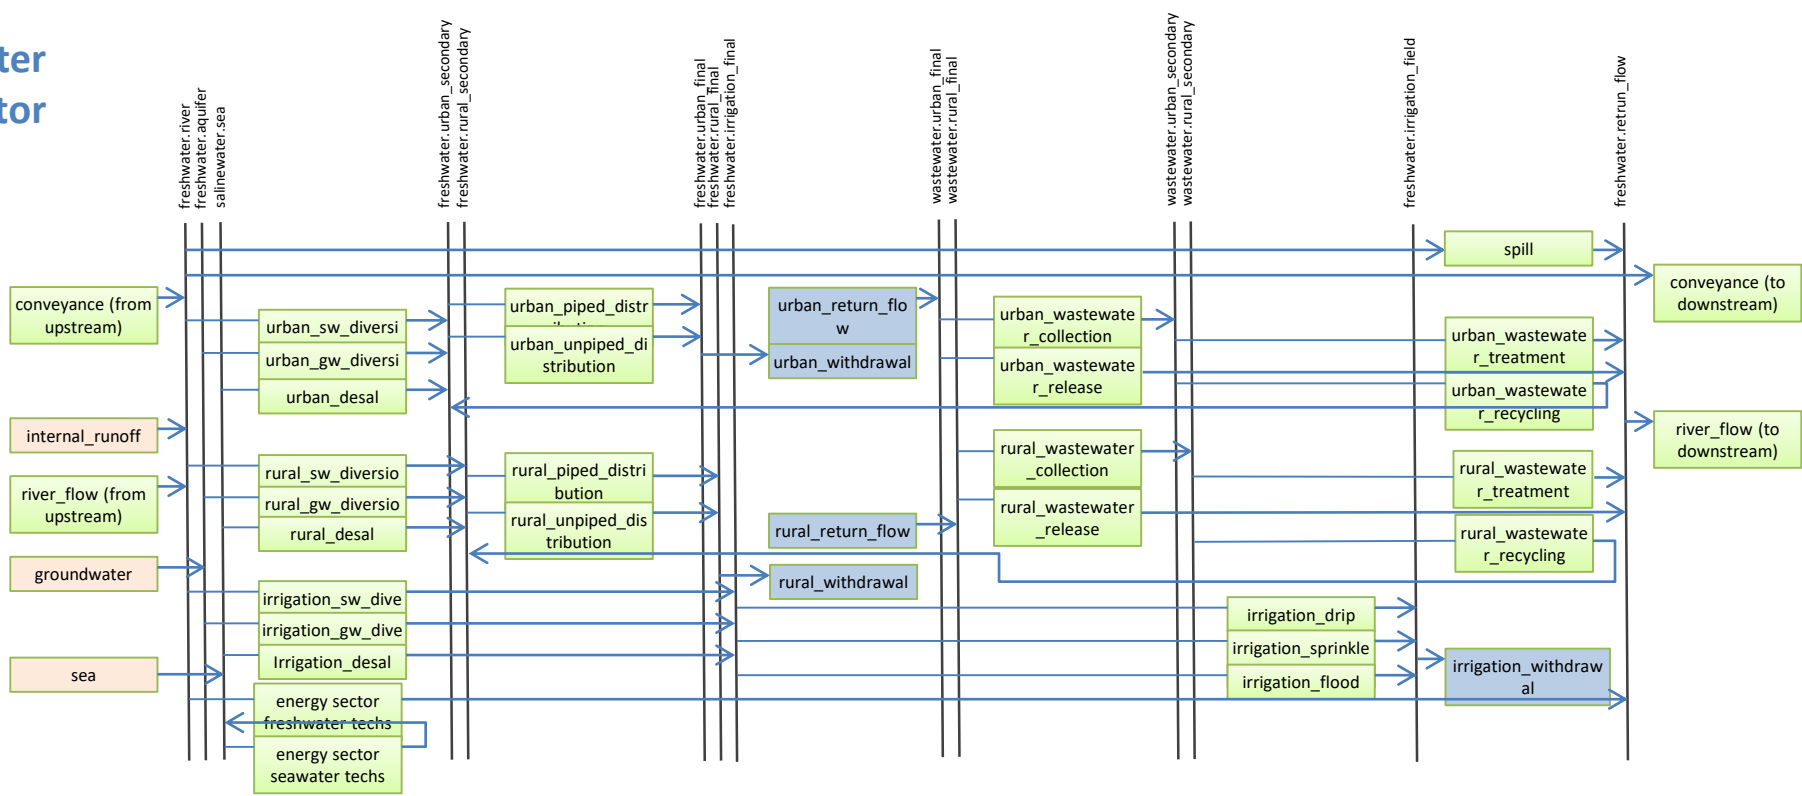 ter
tor
freshwater.river
freshwater.aquifer
salinewater.sea
freshwater.urban_secondary
freshwater.rural_secondary
freshwater.urban_final
freshwater.rural_final
freshwater.irrigation_final
wastewater.urban_final
wastewater.rural_final
wastewater.urban_secondary
wastewater.rural_secondary
freshwater.irrigation_field
freshwater.retrun_flow
conveyance (from
upstream)
internal_runoff
river_flow (from
upstream)
groundwater
sea
urban_sw_diversi
urban_gw_diversi
urban_desal
rural_sw_diversio
rural_gw_diversio
rural_desal
irrigation_sw_dive
irrigation_gw_dive
Irrigation_desal
energy sector
freshwater techs
energy sector
seawater techs
urban_piped_distr
ibution
urban_unpiped_di
stribution
rural_piped_distri
bution
rural_unpiped_dis
tribution
urban_return_flo
w
urban_withdrawal
rural_return_flow
rural_withdrawal
urban_wastewate
r_collection
urban_wastewate
r_release
rural_wastewater
_collection
rural_wastewater
_release
irrigation_drip
irrigation_sprinkle
irrigation_flood
spill
urban_wastewate
r_treatment
urban_wastewate
r_recycling
rural_wastewate
r_treatment
rural_wastewate
r_recycling
irrigation_withdraw
al
conveyance (to
downstream)
river_flow (to
downstream)